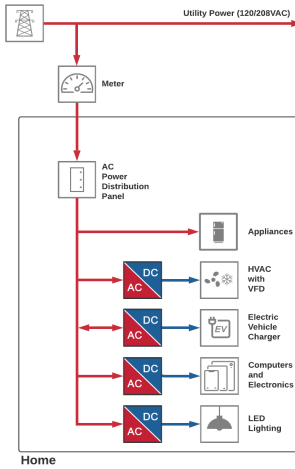 Utility Power (120/208VAC)
Meter
AC
Power
Distribution
Panel
Appliances
DC
AC
HVAC
with
VFD
DC
AC
EV
Electric
Vehicle
Charger
DC
AC
Computers
and
Electronics
DC
AC
LED
Lighting
Home